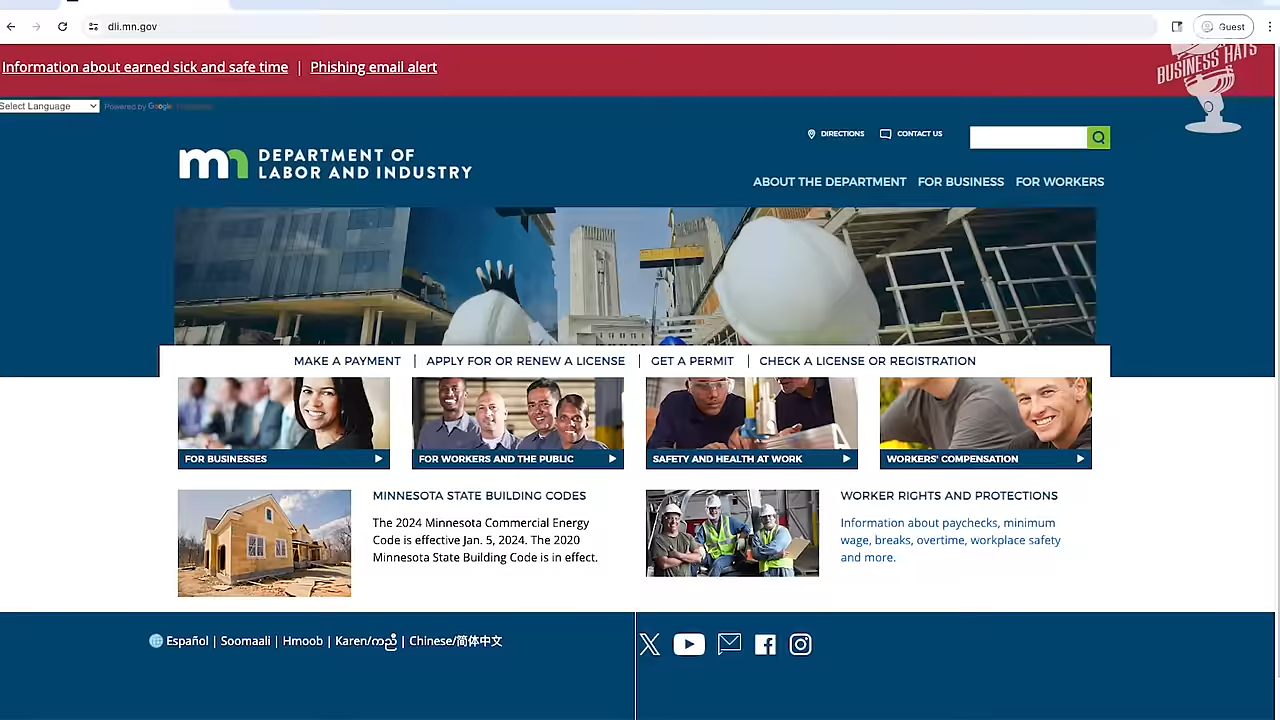 dli.mn.gov
Guest
Information about earned sick and safe time | Phishing email alert
BUSINESS HATS
Select Language
Powered by Google
DIRECTIONS
CONTACT US
mn DEPARTMENT OF
LABOR AND INDUSTRY
ABOUT THE DEPARTMENT FOR BUSINESS FOR WORKERS
MAKE A PAYMENT | APPLY FOR OR RENEW A LICENSE | GET A PERMIT | CHECK A LICENSE OR REGISTRATION
FOR BUSINESSES
FOR WORKERS AND THE PUBLIC
SAFETY AND HEALTH AT WORK
WORKERS' COMPENSATION
MINNESOTA STATE BUILDING CODES
The 2024 Minnesota Commercial Energy
Code is effective Jan. 5, 2024. The 2020
Minnesota State Building Code is in effect.
WORKER RIGHTS AND PROTECTIONS
Information about paychecks, minimum
wage, breaks, overtime, workplace safety
and more.
Español | Soomaali | Hmoob | Karen/ကညီ | Chinese/简体中文